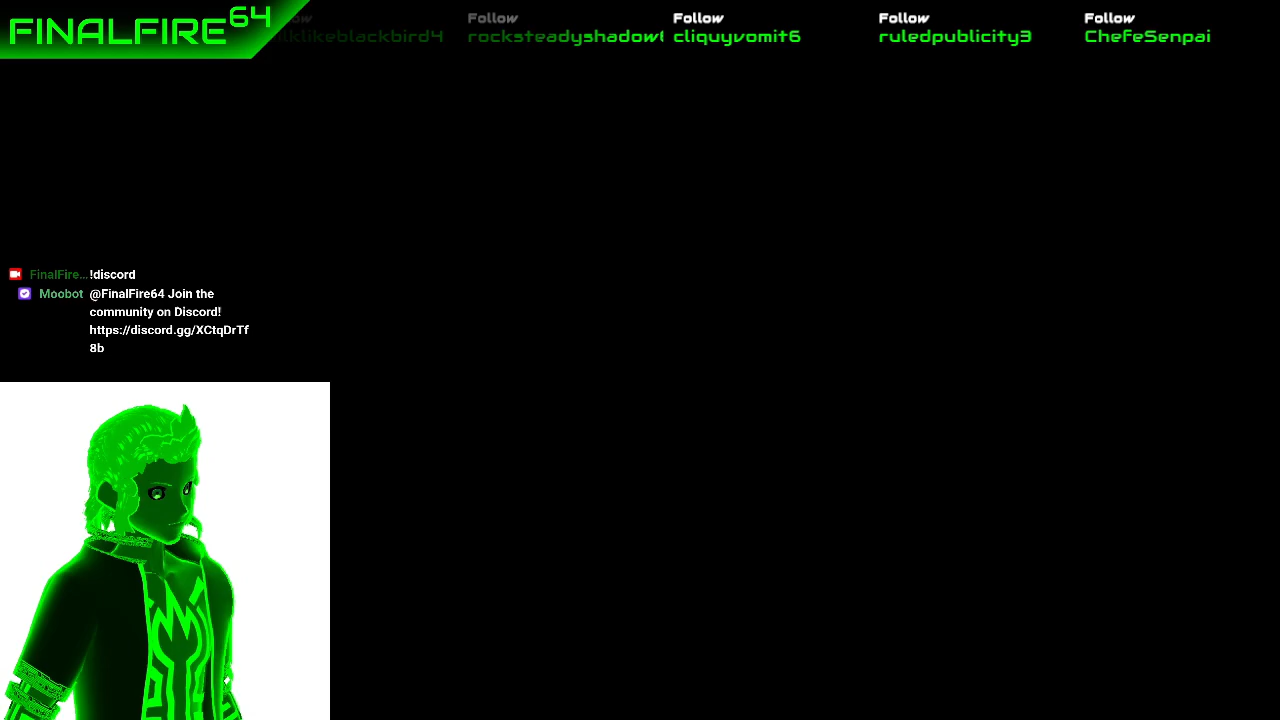 FINALFIRE64
Follow
Follow
Follow
Follow
klikeblackbird4
rocksteadyshadow
cliquyvomit6
ruledpublicity3
ChefeSenpai
FinalFire... !discord
Moobot @FinalFire64 Join the
community on Discord!
https://discord.gg/XCtqDrTf
8b